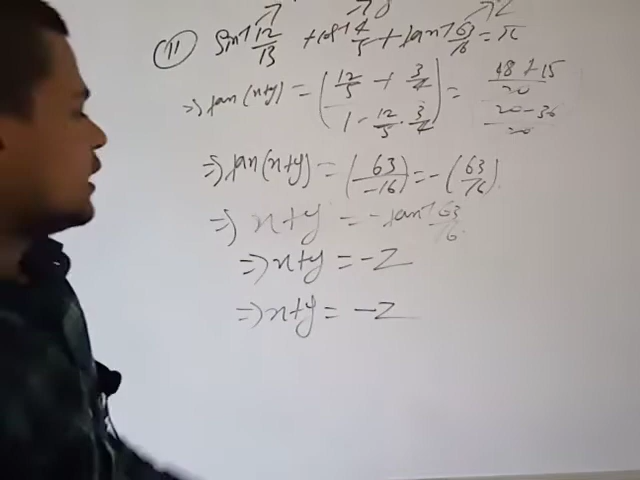 (11) sin⁻¹ 12/13 + cos⁻¹ 4/5 + tan⁻¹ 63/16 = π
⇒ tan(x+y) = ((12/5 + 3/4)/(1 - 12/5 · 3/4)) = ((48+15)/20)/((20-36)/20)
⇒ tan(x+y) = (63/-16) = -(63/16)
⇒ x+y = -tan⁻¹ 63/16
⇒ x+y = -z
⇒ x+y = -z